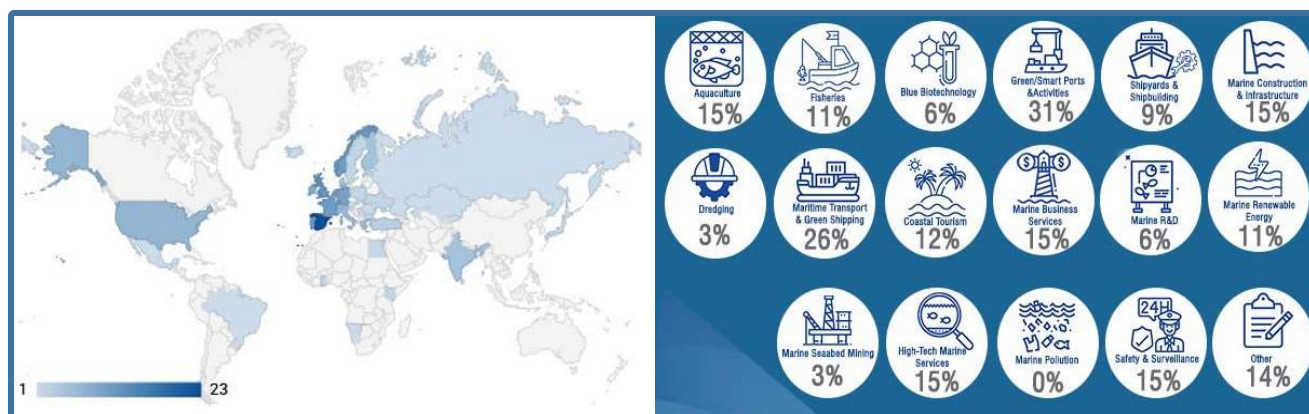 1
23
Aquaculture
15%
Fisheries
11%
Blue Biotechnology
6%
Green/Smart Ports
&Activities
31%
Shipyards &
Shipbuilding
9%
Marine Construction
& Infrastructure
15%
Dredging
3%
Maritime Transport
& Green Shipping
26%
Coastal Tourism
12%
Marine Business
Services
15%
Marine R&D
6%
Marine Renewable
Energy
11%
Marine Seaabed Mining
3%
High-Tech Marine
Services
15%
Marine Pollution
0%
24H
Safety & Surveillance
15%
Other
14%